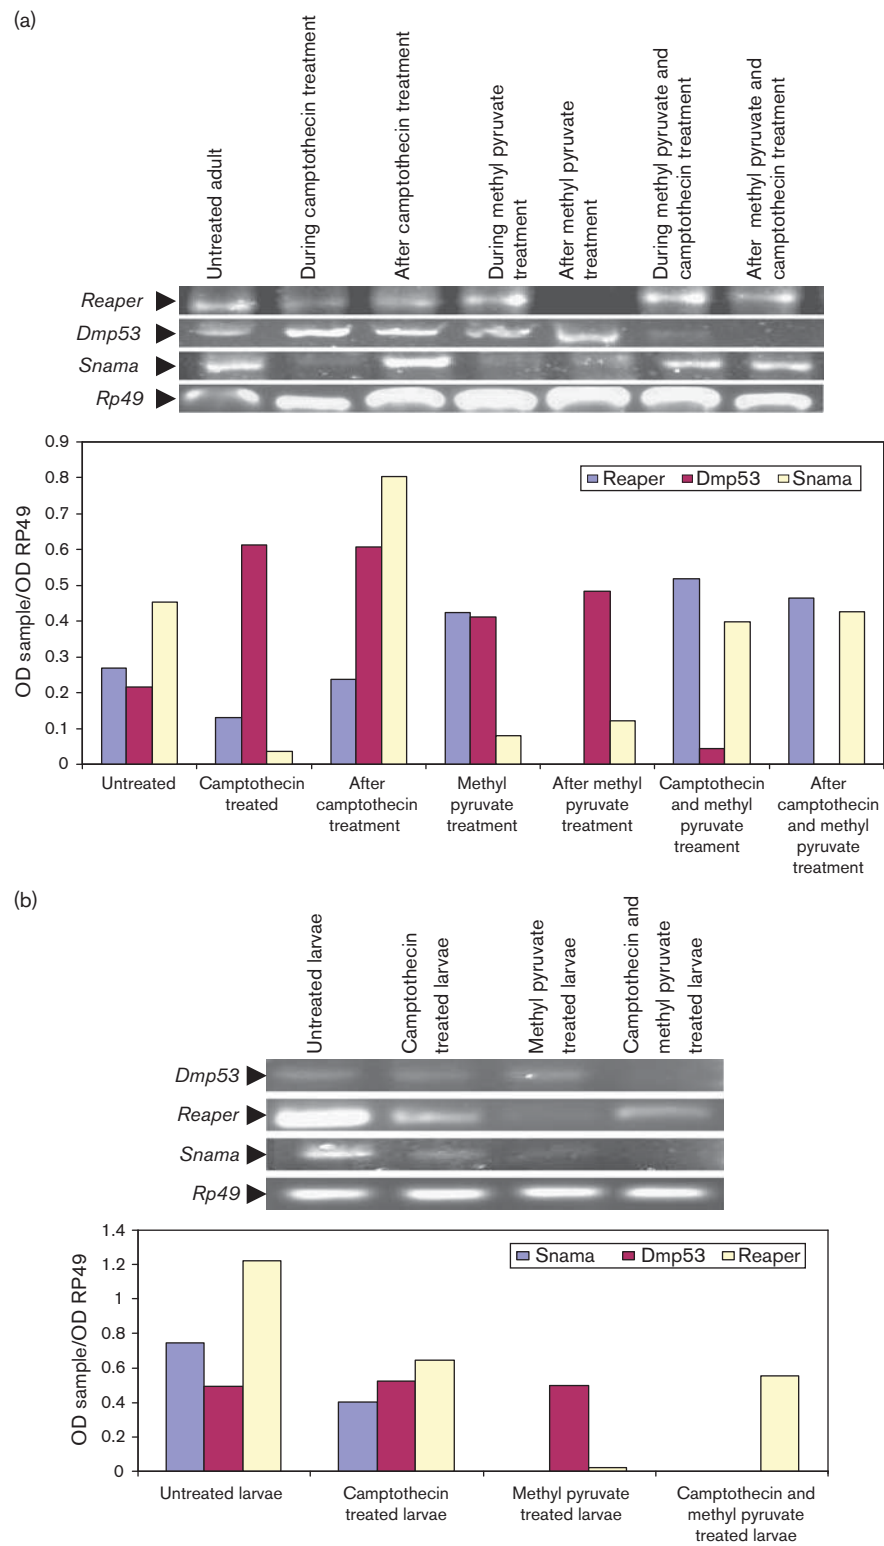 (a)
Untreated adult
During camptothecin treatment
After camptothecin treatment
During methyl pyruvate
treatment
After methyl pyruvate
treatment
During methyl pyruvate and
camptothecin treatment
After methyl pyruvate and
camptothecin treatment
Reaper
Dmp53
Snama
Rp49
0.9
0.8
0.7
0.6
0.5
0.4
0.3
0.2
0.1
0
OD sample/OD RP49
Reaper Dmp53 Snama
Untreated
Camptothecin
treated
After
camptothecin
treatment
Methyl
pyruvate
treatment
After methyl
pyruvate
treatment
Camptothecin
and methyl
pyruvate
treament
After
camptothecin
and methyl
pyruvate
treatment
(b)
Untreated larvae
Camptothecin
treated larvae
Methyl pyruvate
treated larvae
Camptothecin and
methyl pyruvate
treated larvae
Dmp53
Reaper
Snama
Rp49
1.4
1.2
1
0.8
0.6
0.4
0.2
0
OD sample/OD RP49
Snama Dmp53 Reaper
Untreated larvae
Camptothecin
treated larvae
Methyl pyruvate
treated larvae
Camptothecin and
methyl pyruvate
treated larvae